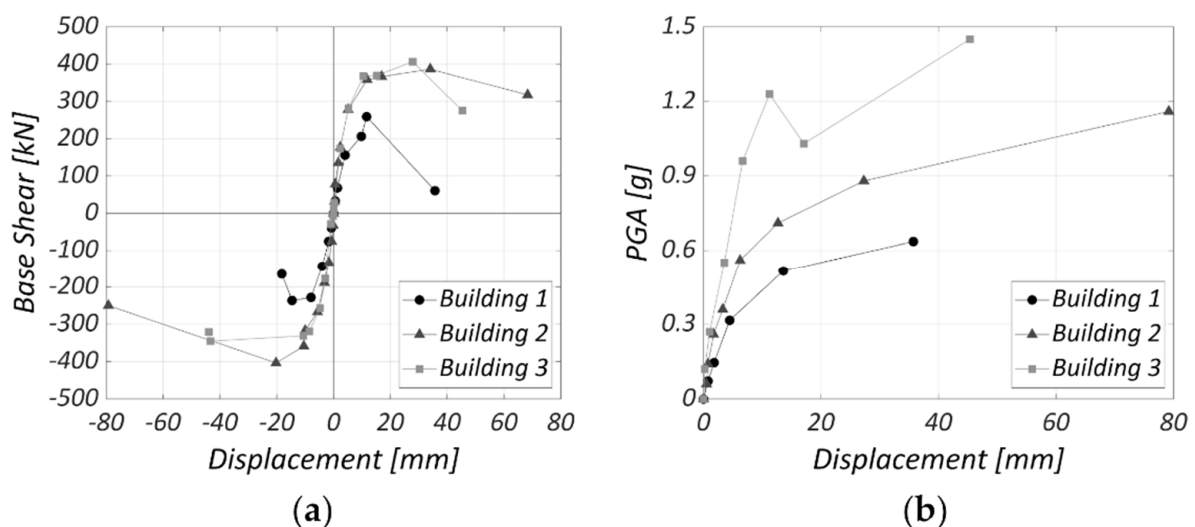 500
400
300
200
100
0
-100
-200
-300
-400
-500
Base Shear [kN]
-80 -60 -40 -20 0 20 40 60 80
Displacement [mm]
Building 1
Building 2
Building 3
(a)
1.5
1.2
0.9
0.6
0.3
0
PGA [g]
0 20 40 60 80
Displacement [mm]
Building 1
Building 2
Building 3
(b)